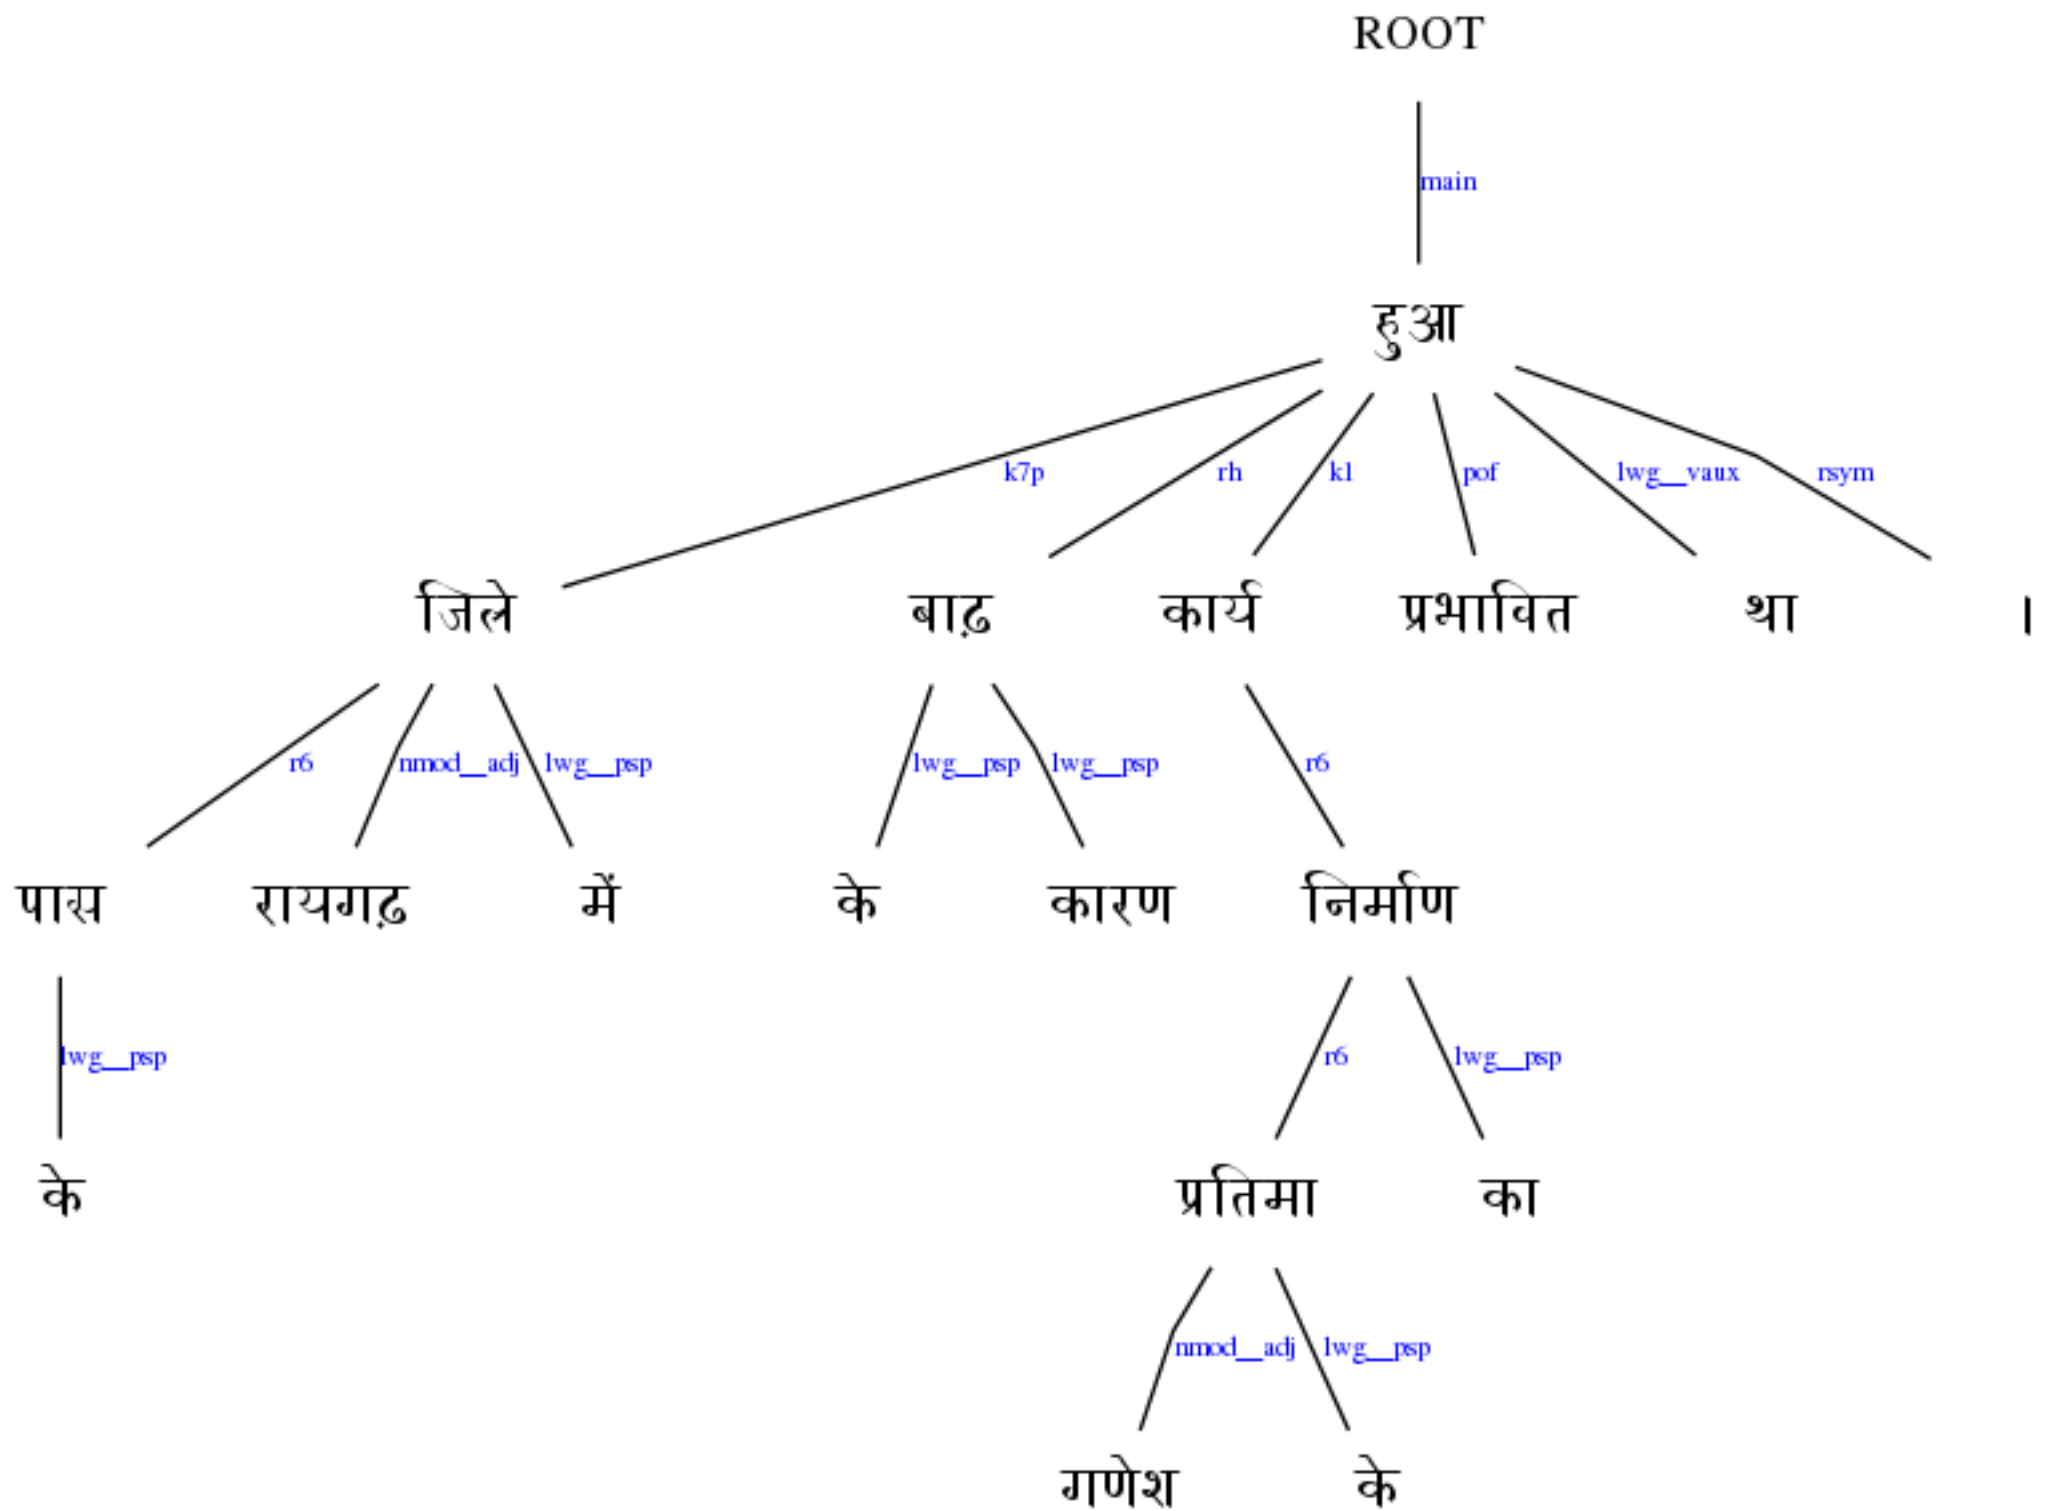 ROOT
main
हुआ
k7p rh k1 pof lwg__vaux rsym
जिले बाढ़ कार्य प्रभावित था ।
r6 nmod__adj lwg__psp lwg__psp lwg__psp r6
पास रायगढ़ में के कारण निर्माण
lwg__psp r6 lwg__psp
के प्रतिमा का
nmod__adj lwg__psp
गणेश के